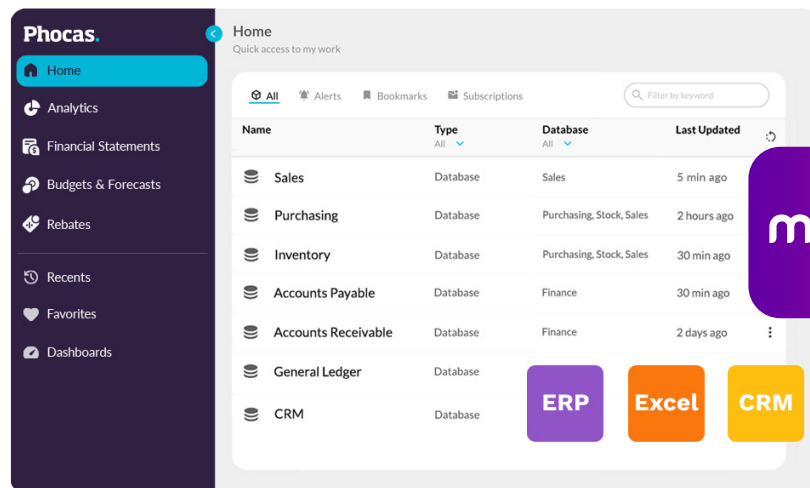 Phocas.
Home
Analytics
Financial Statements
Budgets & Forecasts
Rebates
Recents
Favorites
Dashboards
Home
Quick access to my work
All Alerts Bookmarks Subscriptions Filter by keyword
Name Type Database Last Updated
All All
Sales Database Sales 5 min ago
Purchasing Database Purchasing, Stock, Sales 2 hours ago
Inventory Database Purchasing, Stock, Sales 30 min ago
Accounts Payable Database Finance 30 min ago
Accounts Receivable Database Finance 2 days ago
General Ledger Database
CRM Database
m
ERP Excel CRM